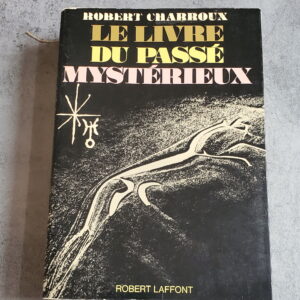 ROBERT CHARROUX
LE LIVRE
DU PASSÉ
MYSTÉRIEUX
ROBERT LAFFONT